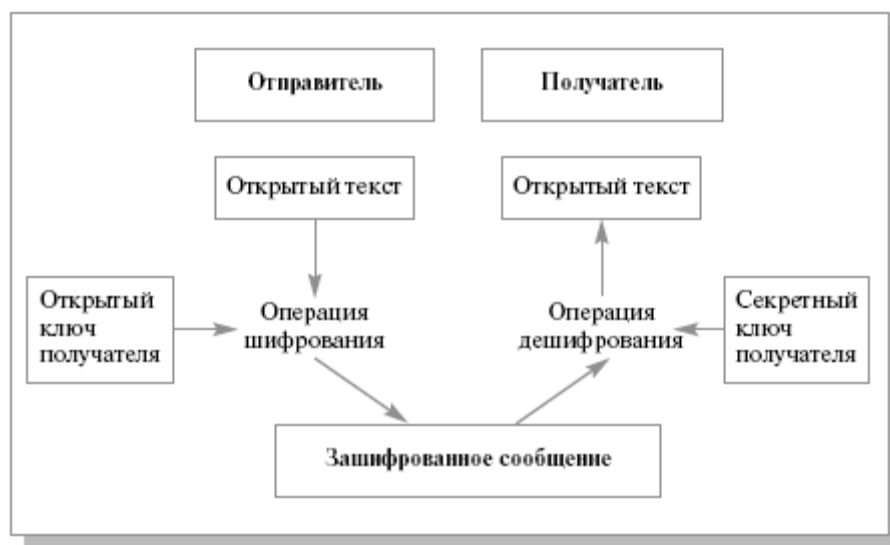 Отправитель
Получатель
Открытый текст
Открытый текст
Открытый
ключ
получателя
Операция
шифрования
Операция
дешифрования
Секретный
ключ
получателя
Зашифрованное сообщение